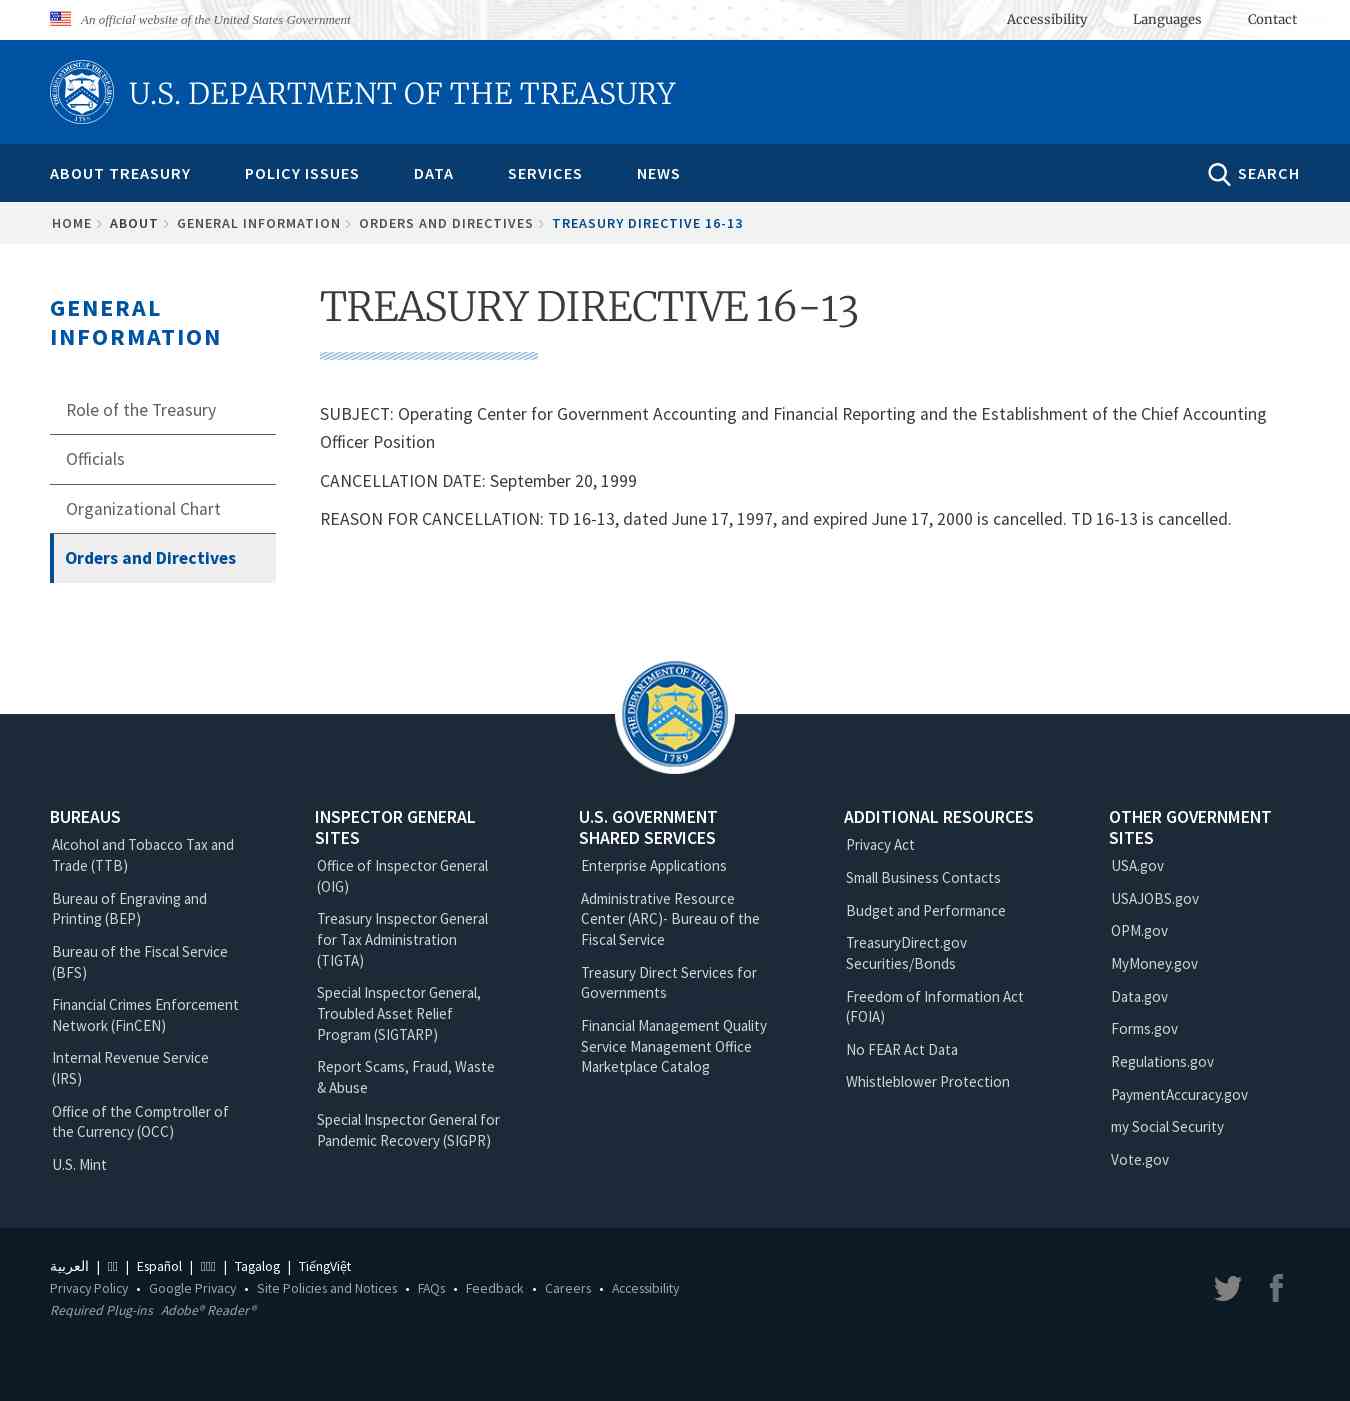 An official website of the United States Government
Accessibility Languages Contact
U.S. DEPARTMENT OF THE TREASURY
ABOUT TREASURY POLICY ISSUES DATA SERVICES NEWS SEARCH
HOME ABOUT GENERAL INFORMATION ORDERS AND DIRECTIVES TREASURY DIRECTIVE 16-13
GENERAL
INFORMATION
Role of the Treasury
Officials
Organizational Chart
Orders and Directives
TREASURY DIRECTIVE 16-13
SUBJECT: Operating Center for Government Accounting and Financial Reporting and the Establishment of the Chief Accounting
Officer Position
CANCELLATION DATE: September 20, 1999
REASON FOR CANCELLATION: TD 16-13, dated June 17, 1997, and expired June 17, 2000 is cancelled. TD 16-13 is cancelled.
THE DEPARTMENT OF THE TREASURY
1789
BUREAUS
Alcohol and Tobacco Tax and
Trade (TTB)
Bureau of Engraving and
Printing (BEP)
Bureau of the Fiscal Service
(BFS)
Financial Crimes Enforcement
Network (FinCEN)
Internal Revenue Service
(IRS)
Office of the Comptroller of
the Currency (OCC)
U.S. Mint
INSPECTOR GENERAL
SITES
Office of Inspector General
(OIG)
Treasury Inspector General
for Tax Administration
(TIGTA)
Special Inspector General,
Troubled Asset Relief
Program (SIGTARP)
Report Scams, Fraud, Waste
& Abuse
Special Inspector General for
Pandemic Recovery (SIGPR)
U.S. GOVERNMENT
SHARED SERVICES
Enterprise Applications
Administrative Resource
Center (ARC)- Bureau of the
Fiscal Service
Treasury Direct Services for
Governments
Financial Management Quality
Service Management Office
Marketplace Catalog
ADDITIONAL RESOURCES
Privacy Act
Small Business Contacts
Budget and Performance
TreasuryDirect.gov
Securities/Bonds
Freedom of Information Act
(FOIA)
No FEAR Act Data
Whistleblower Protection
OTHER GOVERNMENT
SITES
USA.gov
USAJOBS.gov
OPM.gov
MyMoney.gov
Data.gov
Forms.gov
Regulations.gov
PaymentAccuracy.gov
my Social Security
Vote.gov
العربية | | Español | | Tagalog | TiếngViệt
Privacy Policy • Google Privacy • Site Policies and Notices • FAQs • Feedback • Careers • Accessibility
Required Plug-ins Adobe® Reader®